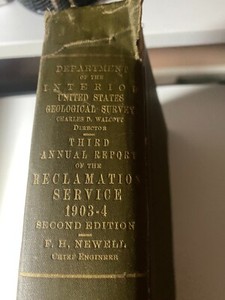 DEPARTMENT
OF THE
INTERIOR
UNITED STATES
GEOLOGICAL SURVEY
CHARLES D. WALCOTT
DIRECTOR
THIRD
ANNUAL REPORT
OF THE
RECLAMATION
SERVICE
1903-4
SECOND EDITION
F. H. NEWELL
CHIEF ENGINEER